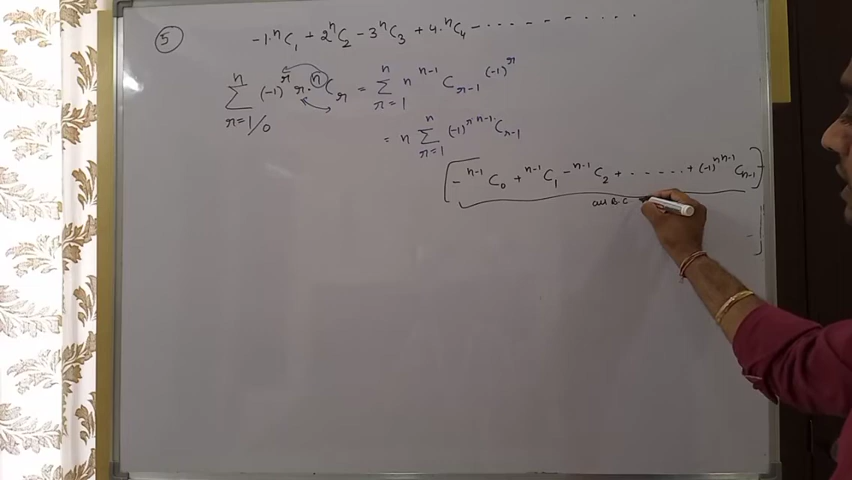 ⑤ -1·ⁿC₁ + 2ⁿC₂ - 3ⁿC₃ + 4·ⁿC₄ - ............
n ∑ r=1/0 (-1)ʳ r·ⁿCᵣ = n ∑ r=1 n ⁿ⁻¹Cᵣ₋₁ (-1)ʳ
= n n ∑ r=1 (-1)ʳ·ⁿ⁻¹Cᵣ₋₁
[-ⁿ⁻¹C₀ + ⁿ⁻¹C₁ - ⁿ⁻¹C₂ + ...... + (-1)ⁿ ⁿ⁻¹Cₙ₋₁]
all B.C.